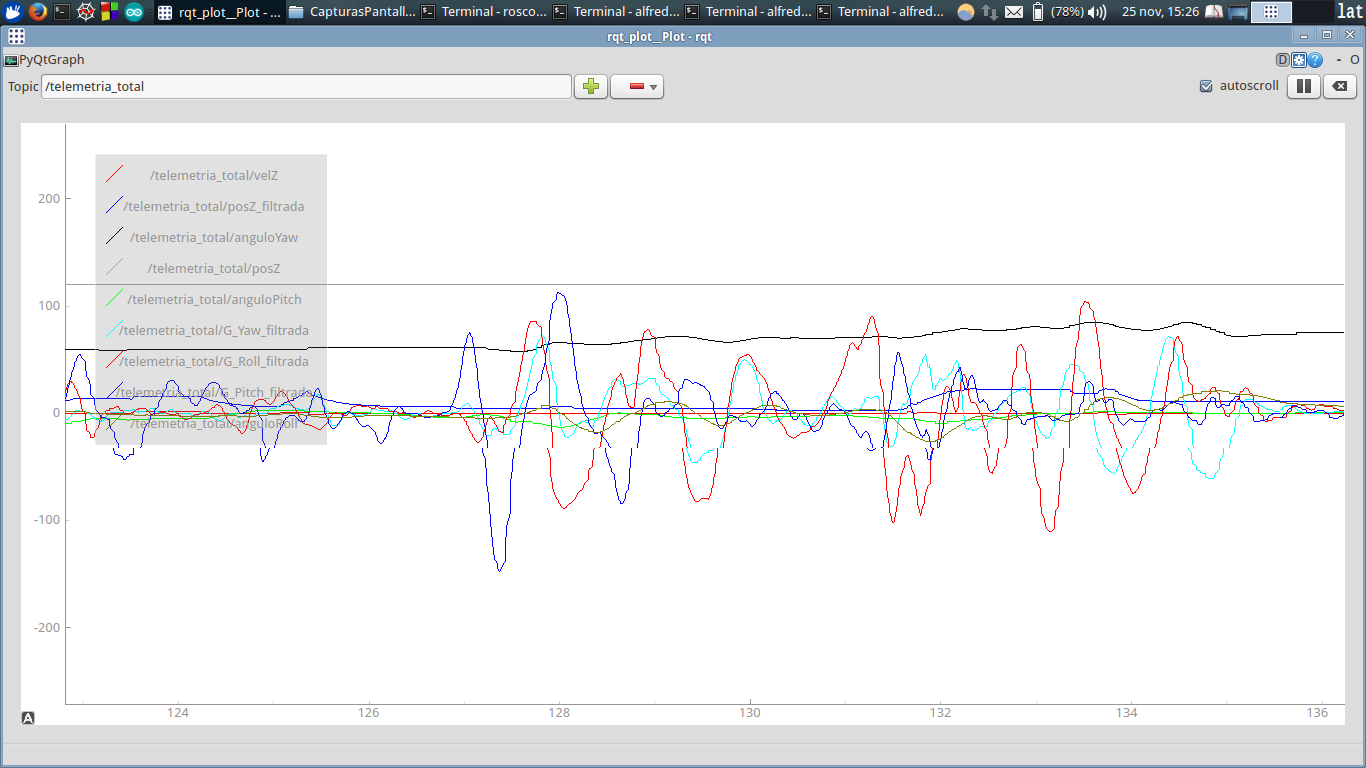 rqt_plot__Plot - ...
CapturasPantall...
Terminal - rosco...
Terminal - alfred...
Terminal - alfred...
Terminal - alfred...
(78%)
25 nov, 15:26
lat
rqt_plot__Plot - rqt
PyQtGraph
D
?
- O
Topic
/telemetria_total
autoscroll
/telemetria_total/velZ
/telemetria_total/posZ_filtrada
/telemetria_total/anguloYaw
/telemetria_total/posZ
/telemetria_total/anguloPitch
/telemetria_total/G_Yaw_filtrada
/telemetria_total/G_Roll_filtrada
/telemetria_total/G_Pitch_filtrada
/telemetria_total/anguloRoll
200
100
0
-100
-200
124
126
128
130
132
134
136
A